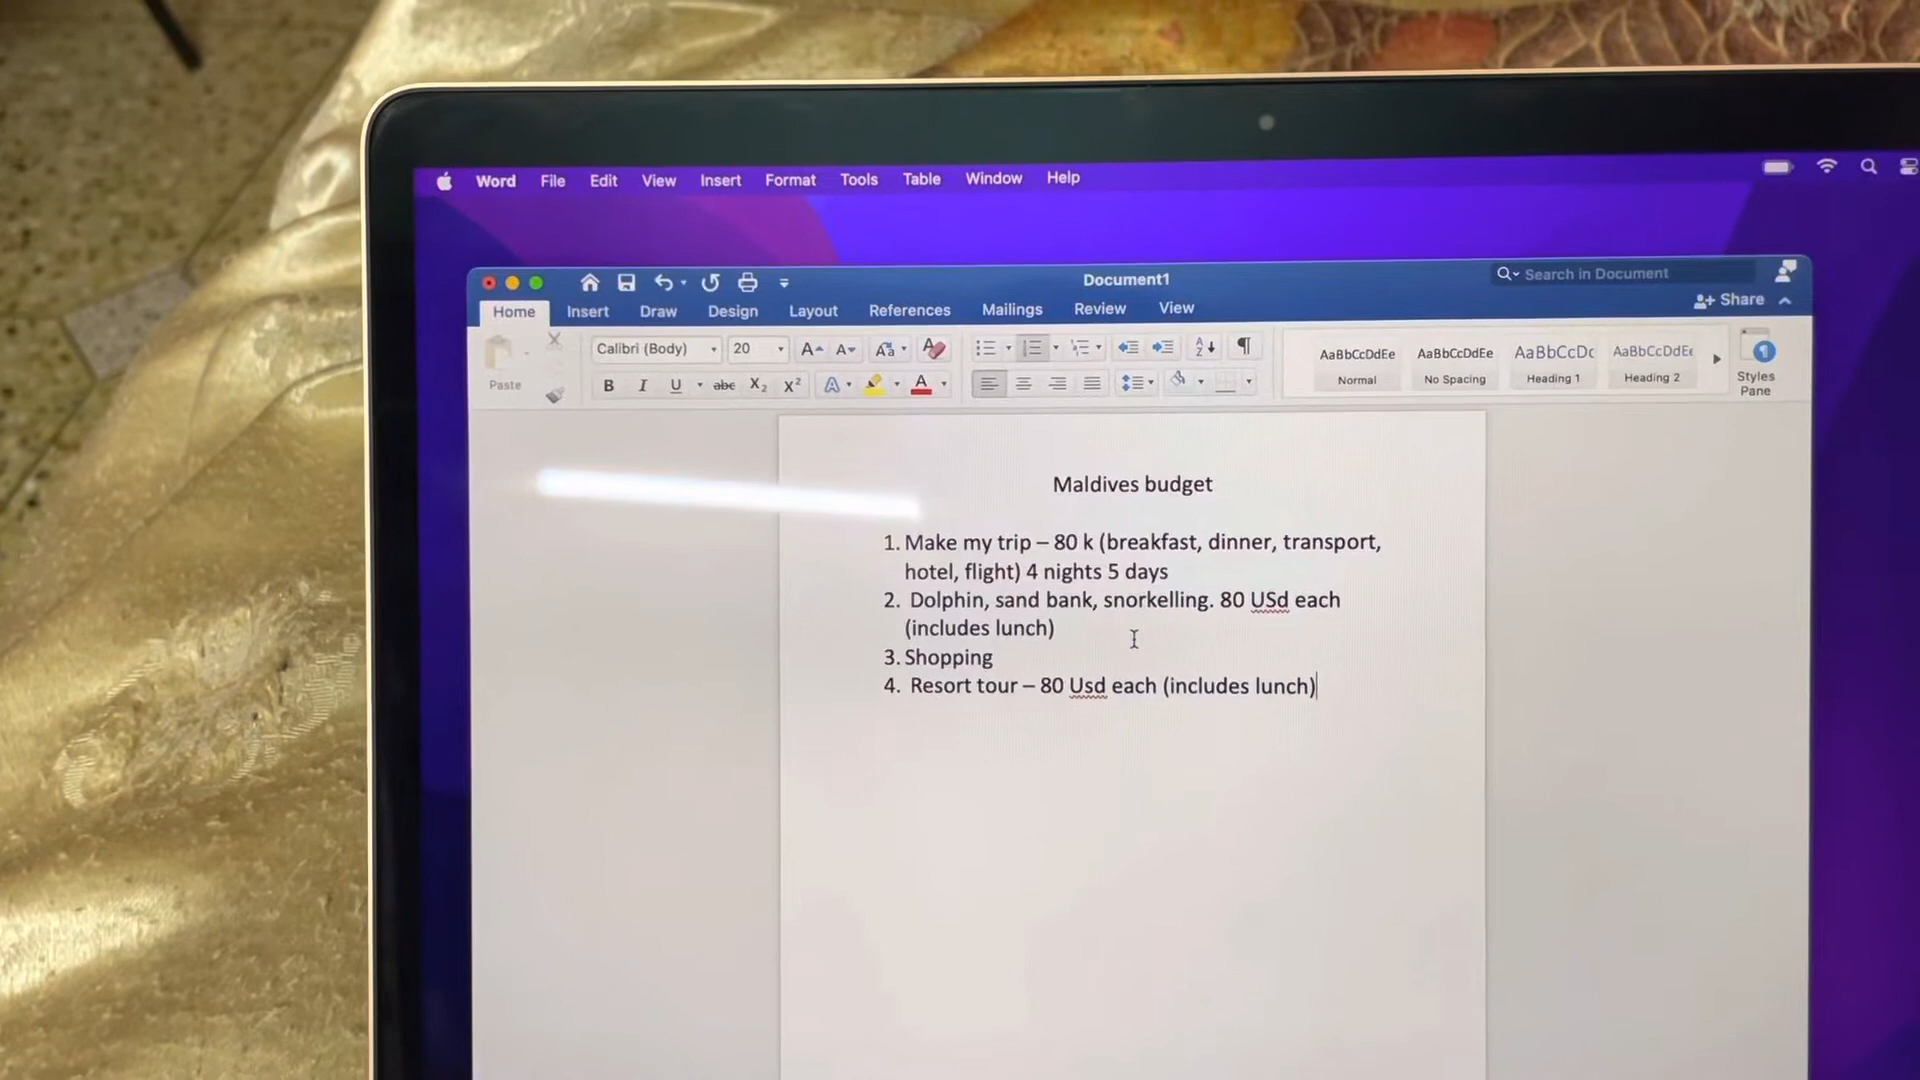 Word File Edit View Insert Format Tools Table Window Help
Document1
Search in Document
Home Insert Draw Design Layout References Mailings Review View
Share
Paste
Calibri (Body) 20
AaBbCcDdEe AaBbCcDdEe AaBbCcDc AaBbCcDdEe
Normal No Spacing Heading 1 Heading 2
Styles
Pane
Maldives budget
1. Make my trip – 80 k (breakfast, dinner, transport,
hotel, flight) 4 nights 5 days
2. Dolphin, sand bank, snorkelling. 80 USd each
(includes lunch)
3. Shopping
4. Resort tour – 80 Usd each (includes lunch)